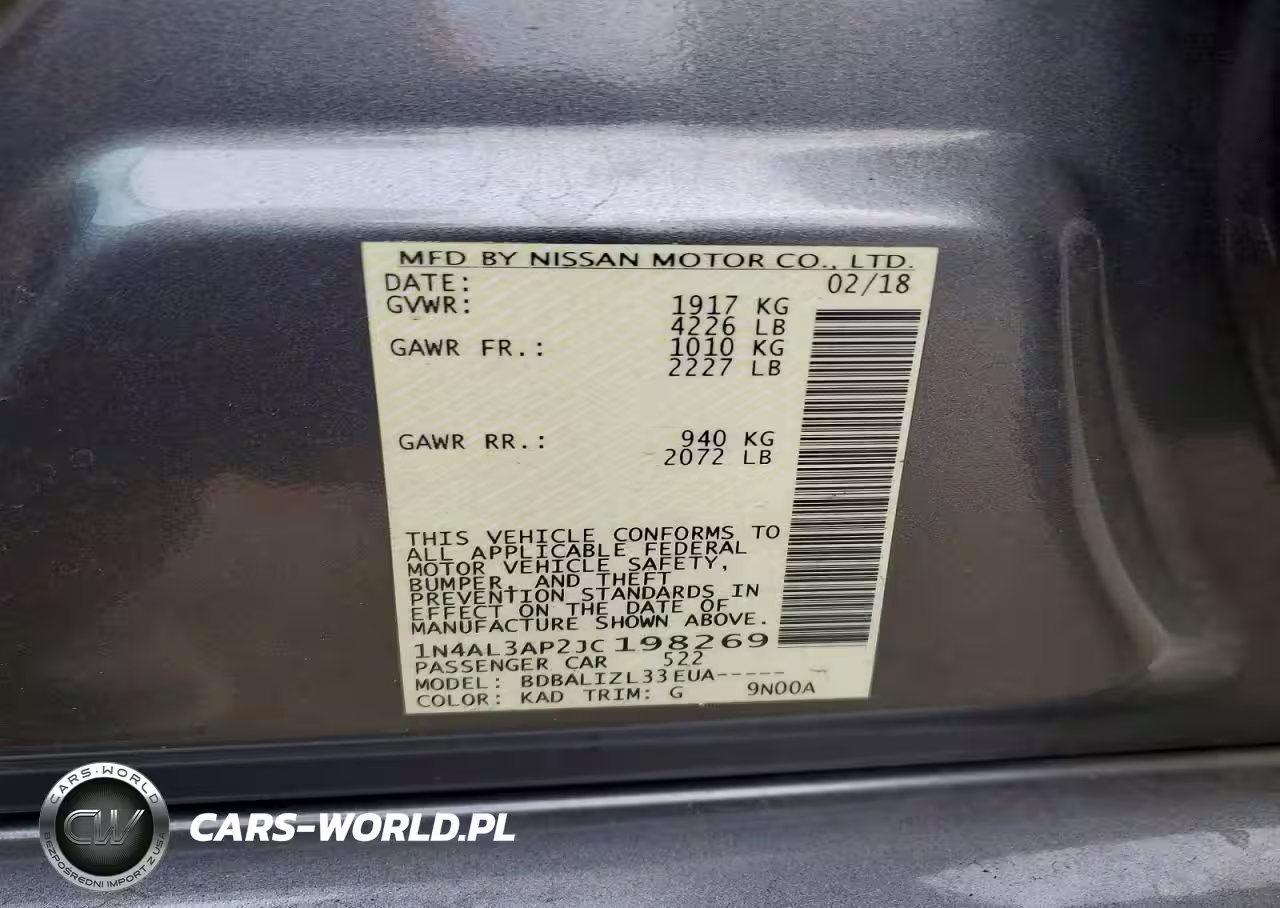 MFD BY NISSAN MOTOR CO., LTD.
DATE: 02/18
GVWR: 1917 KG
4226 LB
GAWR FR.: 1010 KG
2227 LB
GAWR RR.: 940 KG
2072 LB
THIS VEHICLE CONFORMS TO
ALL APPLICABLE FEDERAL
MOTOR VEHICLE SAFETY,
BUMPER, AND THEFT
PREVENTION STANDARDS IN
EFFECT ON THE DATE OF
MANUFACTURE SHOWN ABOVE.
1N4AL3AP2JC198269
PASSENGER CAR 522
MODEL: BDBALIZL33EUA-----
COLOR: KAD TRIM: G 9N00A
CARS-WORLD
CW
BEZPOŚREDNI IMPORT Z USA
CARS-WORLD.PL